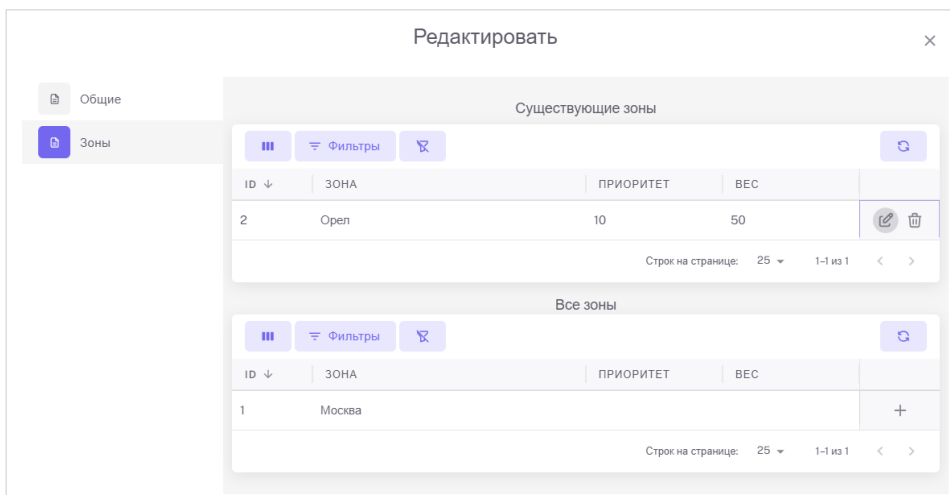 Редактировать
Общие
Зоны
Существующие зоны
Фильтры
ID ЗОНА ПРИОРИТЕТ ВЕС
2 Орел 10 50
Строк на странице: 25 1–1 из 1
Все зоны
Фильтры
ID ЗОНА ПРИОРИТЕТ ВЕС
1 Москва
Строк на странице: 25 1–1 из 1